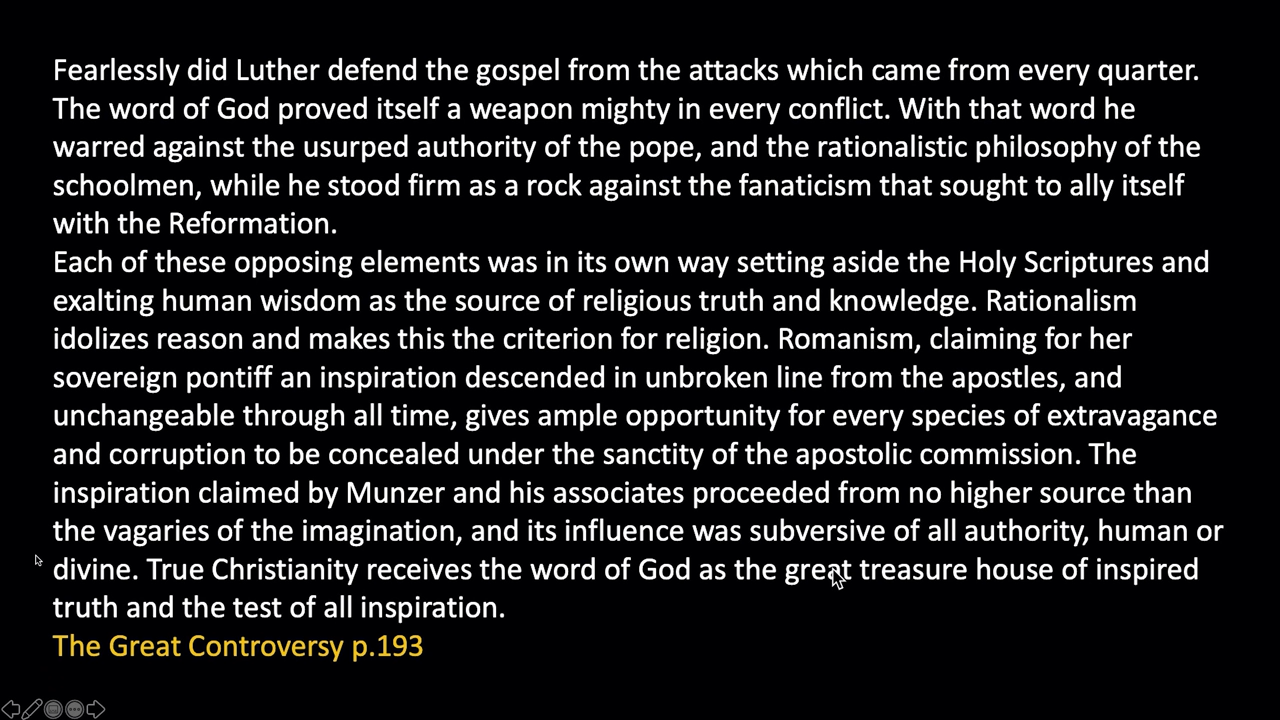 Fearlessly did Luther defend the gospel from the attacks which came from every quarter.
The word of God proved itself a weapon mighty in every conflict. With that word he
warred against the usurped authority of the pope, and the rationalistic philosophy of the
schoolmen, while he stood firm as a rock against the fanaticism that sought to ally itself
with the Reformation.
Each of these opposing elements was in its own way setting aside the Holy Scriptures and
exalting human wisdom as the source of religious truth and knowledge. Rationalism
idolizes reason and makes this the criterion for religion. Romanism, claiming for her
sovereign pontiff an inspiration descended in unbroken line from the apostles, and
unchangeable through all time, gives ample opportunity for every species of extravagance
and corruption to be concealed under the sanctity of the apostolic commission. The
inspiration claimed by Munzer and his associates proceeded from no higher source than
the vagaries of the imagination, and its influence was subversive of all authority, human or
divine. True Christianity receives the word of God as the great treasure house of inspired
truth and the test of all inspiration.
The Great Controversy p.193